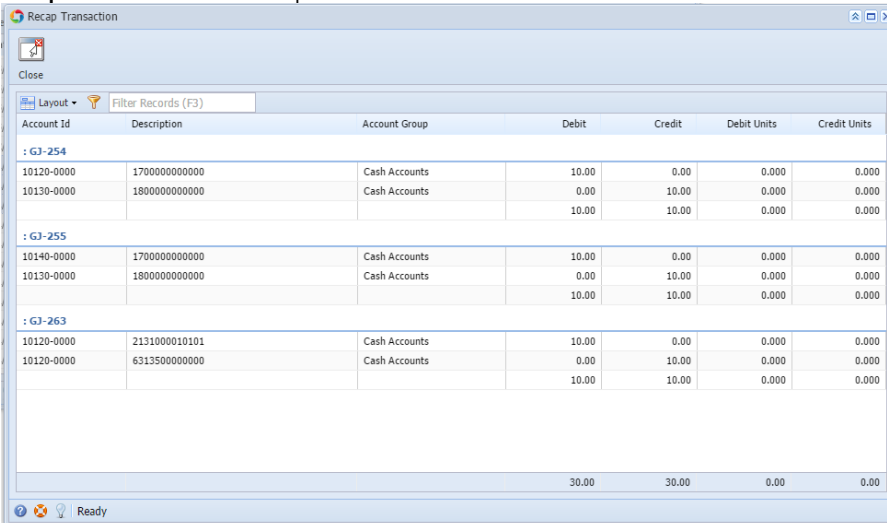 Recap Transaction
Close
Layout Filter Records (F3)
Account Id Description Account Group Debit Credit Debit Units Credit Units
: GJ-254
10120-0000 1700000000000 Cash Accounts 10.00 0.00 0.000 0.000
10130-0000 1800000000000 Cash Accounts 0.00 10.00 0.000 0.000
10.00 10.00 0.000 0.000
: GJ-255
10140-0000 1700000000000 Cash Accounts 10.00 0.00 0.000 0.000
10130-0000 1800000000000 Cash Accounts 0.00 10.00 0.000 0.000
10.00 10.00 0.000 0.000
: GJ-263
10120-0000 2131000010101 Cash Accounts 10.00 0.00 0.000 0.000
10120-0000 6313500000000 Cash Accounts 0.00 10.00 0.000 0.000
10.00 10.00 0.000 0.000
30.00 30.00 0.00 0.00
Ready